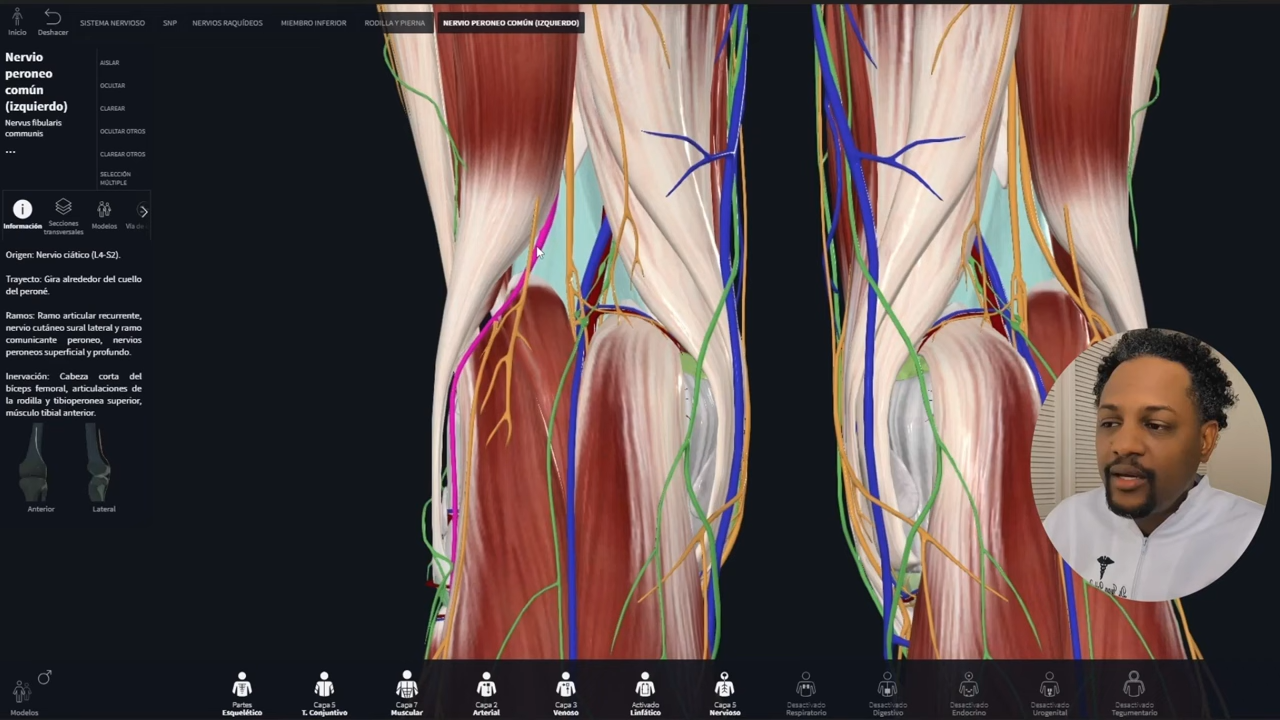 Inicio
Deshacer
SISTEMA NERVIOSO
SNP
NERVIOS RAQUÍDEOS
MIEMBRO INFERIOR
RODILLA Y PIERNA
NERVIO PERONEO COMÚN (IZQUIERDO)
Nervio
peroneo
común
(izquierdo)
Nervus fibularis
communis
...
AISLAR
OCULTAR
CLAREAR
OCULTAR OTROS
CLAREAR OTROS
SELECCIÓN
MÚLTIPLE
Información
Secciones
transversales
Modelos
Origen: Nervio ciático (L4-S2).
Trayecto: Gira alrededor del cuello
del peroné.
Ramos: Ramo articular recurrente,
nervio cutáneo sural lateral y ramo
comunicante peroneo, nervios
peroneos superficial y profundo.
Inervación: Cabeza corta del
bíceps femoral, articulaciones de
la rodilla y tibioperonea superior,
músculo tibial anterior.
Anterior
Lateral
Modelos
Partes
Esquelético
Capa 5
T. Conjuntivo
Capa 7
Muscular
Capa 2
Arterial
Capa 3
Venoso
Activado
Linfático
Capa 5
Nervioso
Desactivado
Respiratorio
Desactivado
Digestivo
Desactivado
Endocrino
Desactivado
Urogenital
Desactivado
Tegumentario